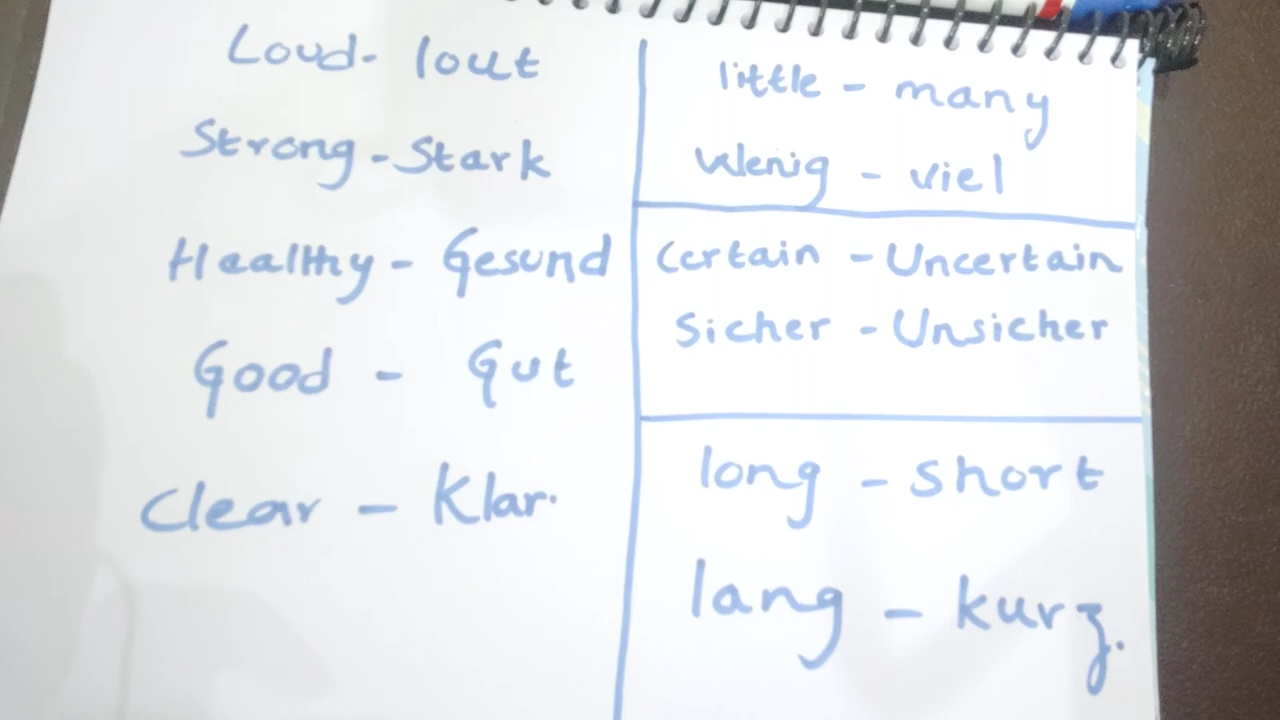 Loud- lout
Strong-Stark
Healthy - Gesund
Good - Gut
Clear - Klar.
little - many
Wenig - viel
Certain - Uncertain
Sicher - Unsicher
long - short
lang - kurz.